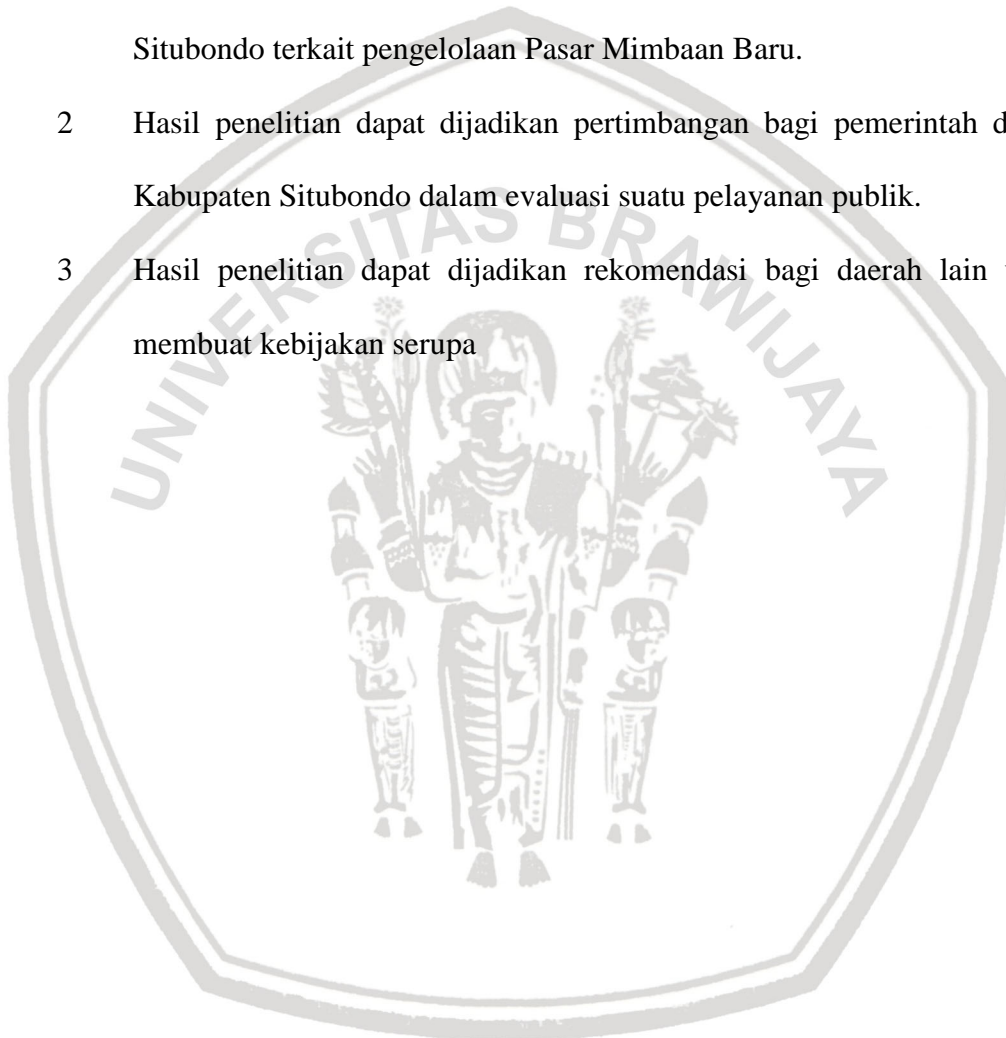 Situbondo terkait pengelolaan Pasar Mimbaan Baru.
2 Hasil penelitian dapat dijadikan pertimbangan bagi pemerintah
Kabupaten Situbondo dalam evaluasi suatu pelayanan publik.
3 Hasil penelitian dapat dijadikan rekomendasi bagi daerah lain
membuat kebijakan serupa
UNIVERSITAS BRAWIJAYA